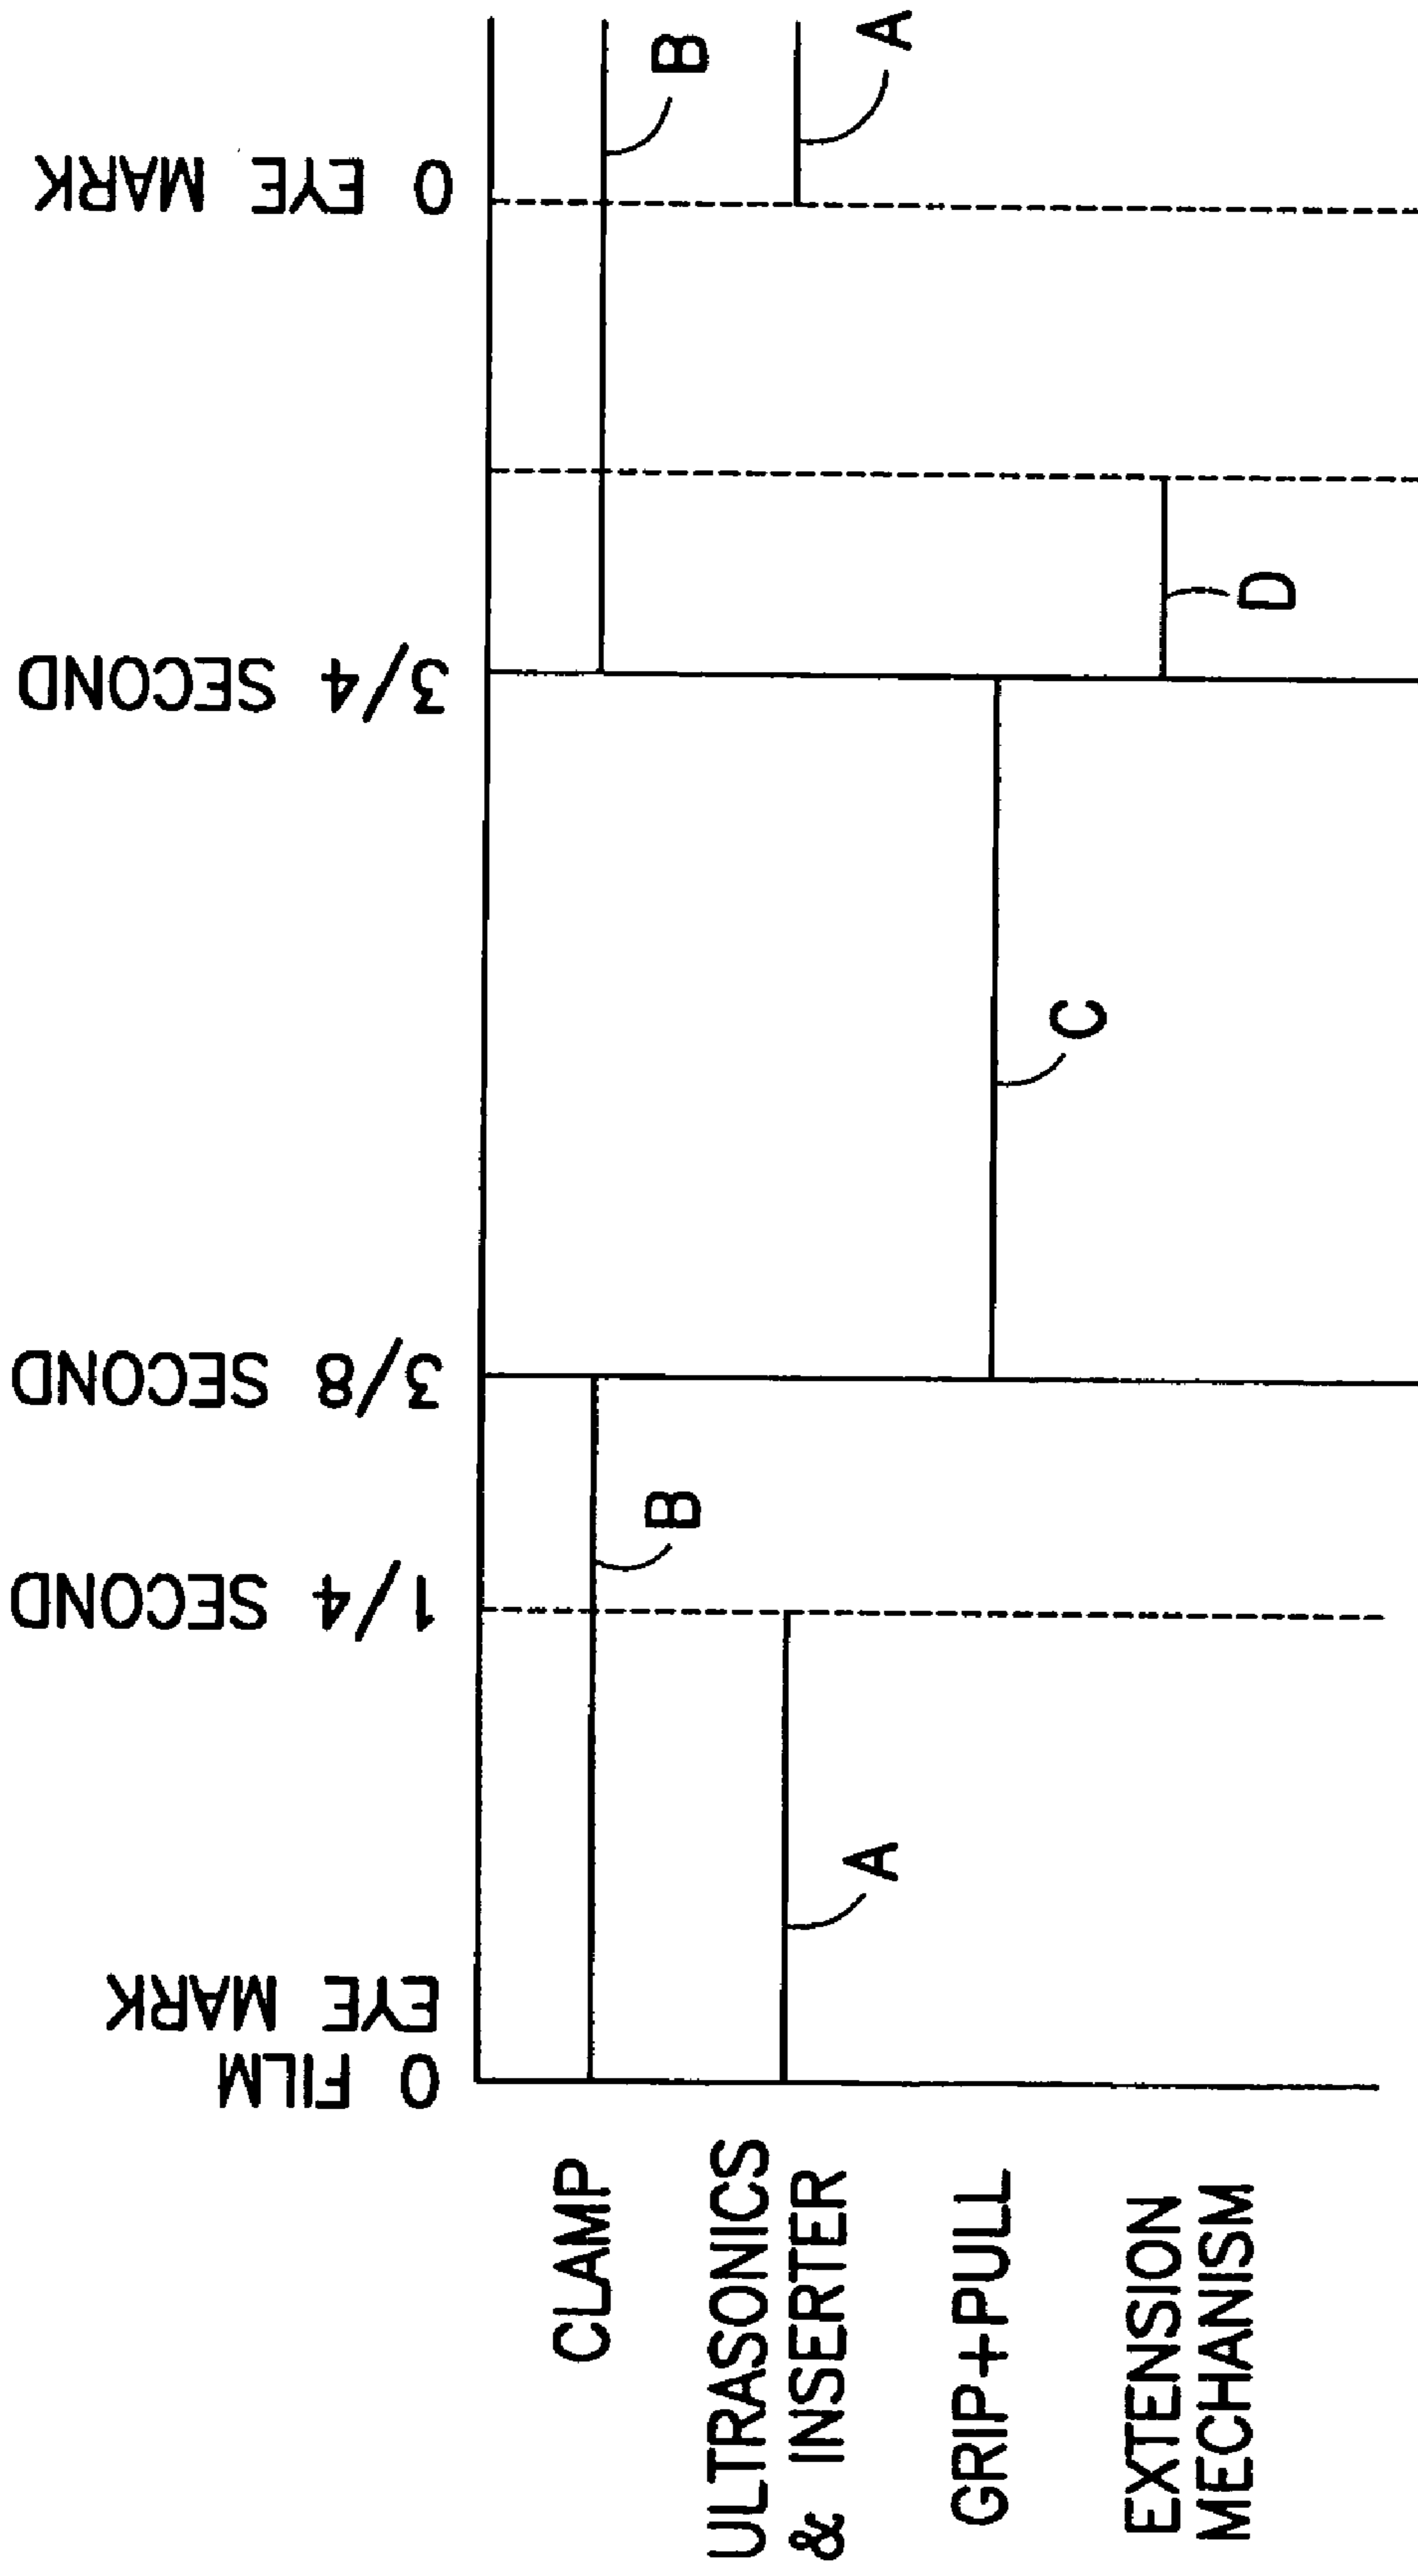 0 FILM
EYE MARK
1/4 SECOND
3/8 SECOND
3/4 SECOND
0 EYE MARK
CLAMP
B
B
ULTRASONICS
& INSERTER
A
A
GRIP+PULL
C
EXTENSION
MECHANISM
D